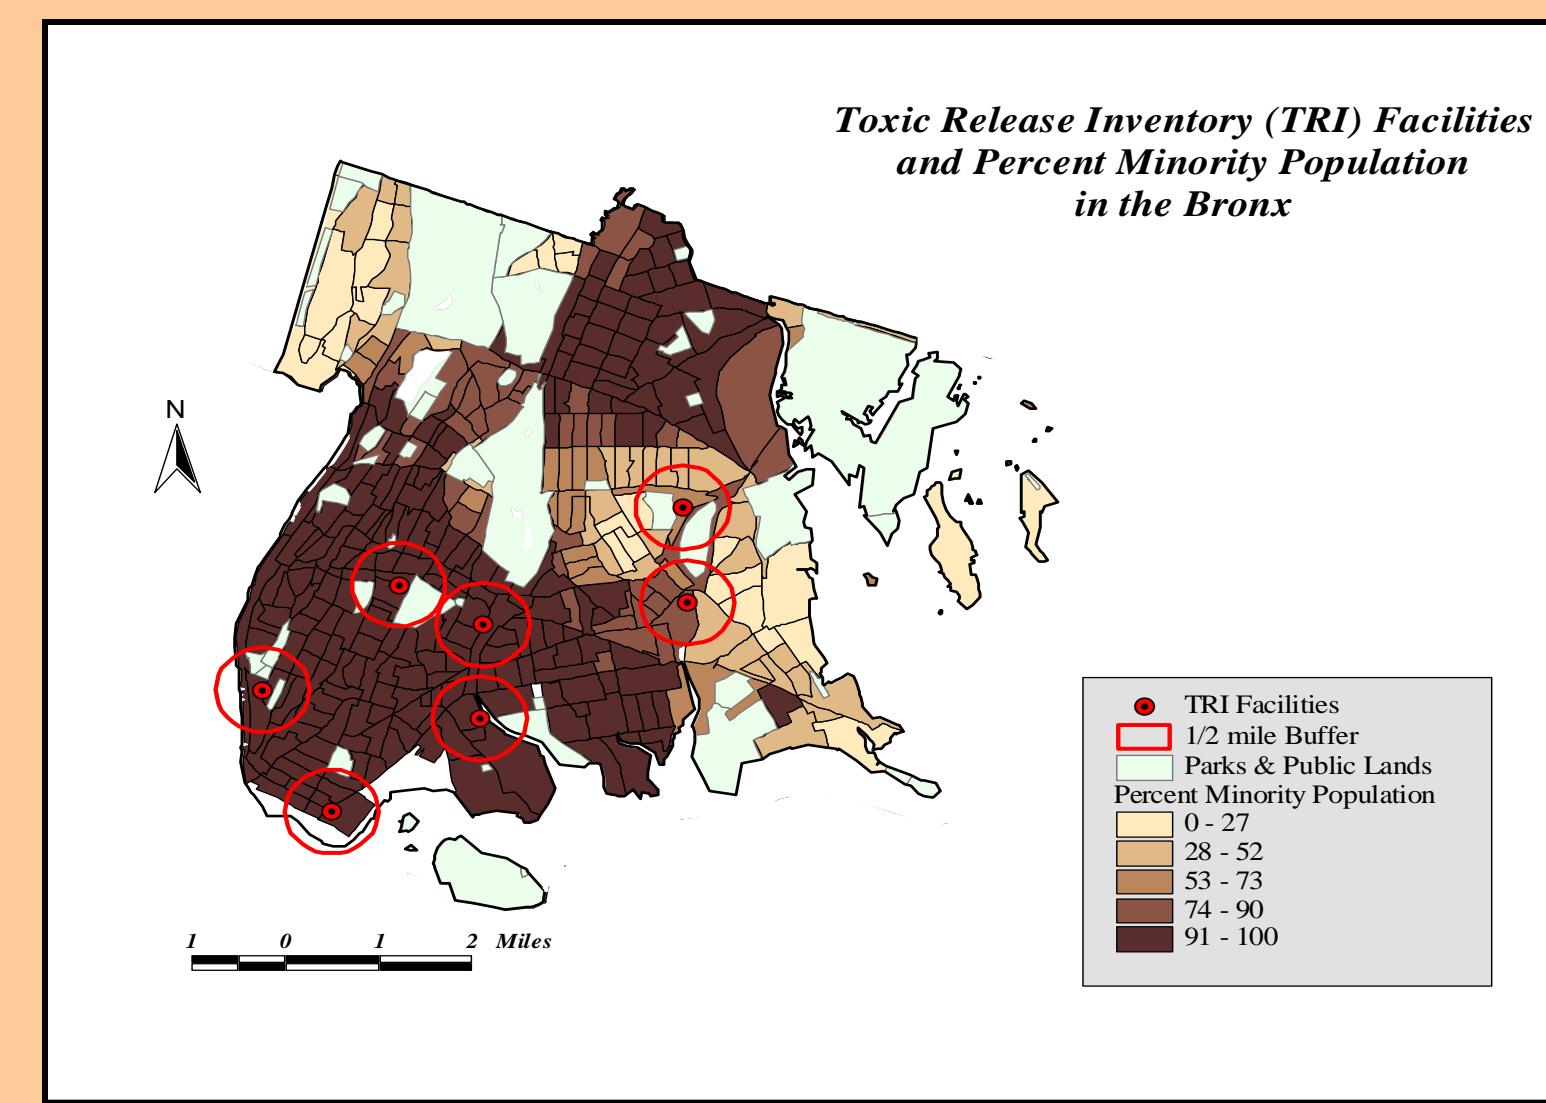 Toxic Release Inventory (TRI) Facilities
and Percent Minority Population
in the Bronx
N
TRI Facilities
1/2 mile Buffer
Parks & Public Lands
Percent Minority Population
0 - 27
28 - 52
53 - 73
74 - 90
91 - 100
1 0 1 2 Miles